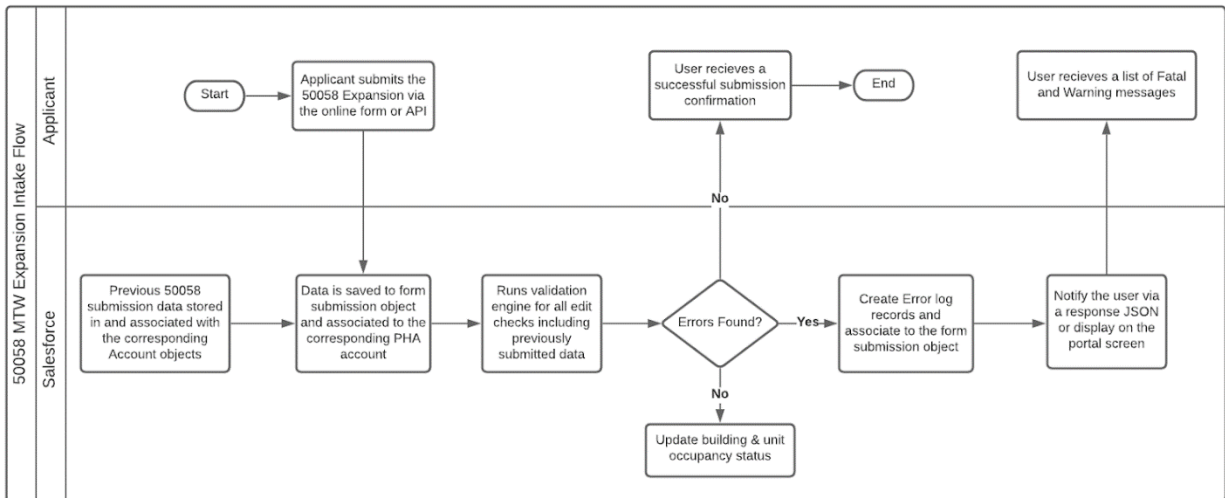 50058 MTW Expansion Intake Flow
Applicant
Start
Applicant submits the
50058 Expansion via
the online form or API
User recieves a
successful submission
confirmation
End
User recieves a list of Fatal
and Warning messages
No
Salesforce
Previous 50058
submission data stored
in and associated with
the corresponding
Account objects
Data is saved to form
submission object
and associated to the
corresponding PHA
account
Runs validation
engine for all edit
checks including
previously
submitted data
Errors Found?
Yes
Create Error log
records and
associate to the form
submission object
Notify the user via
a response JSON
or display on the
portal screen
No
Update building & unit
occupancy status